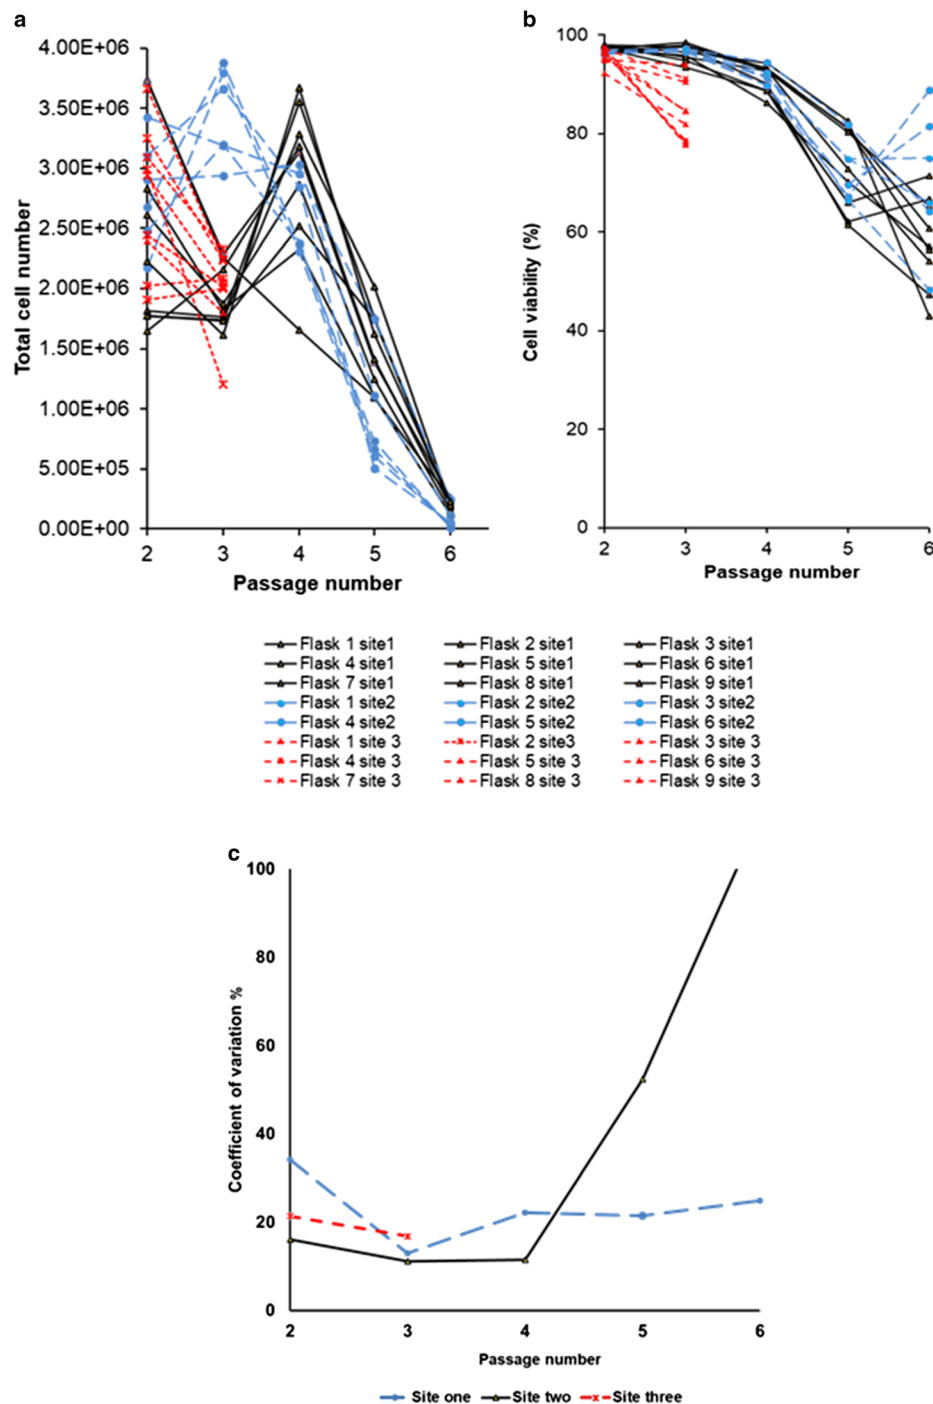 a
4.00E+06
3.50E+06
3.00E+06
2.50E+06
2.00E+06
1.50E+06
1.00E+06
5.00E+05
0.00E+00
Total cell number
2 3 4 5 6
Passage number
b
100
80
60
40
20
0
Cell viability (%)
2 3 4 5 6
Passage number
Flask 1 site1 Flask 2 site1 Flask 3 site1
Flask 4 site1 Flask 5 site1 Flask 6 site1
Flask 7 site1 Flask 8 site1 Flask 9 site1
Flask 1 site2 Flask 2 site2 Flask 3 site2
Flask 4 site2 Flask 5 site2 Flask 6 site2
Flask 1 site 3 Flask 2 site3 Flask 3 site 3
Flask 4 site 3 Flask 5 site 3 Flask 6 site 3
Flask 7 site 3 Flask 8 site 3 Flask 9 site 3
c
100
80
60
40
20
0
Coefficient of variation %
2 3 4 5 6
Passage number
Site one Site two Site three